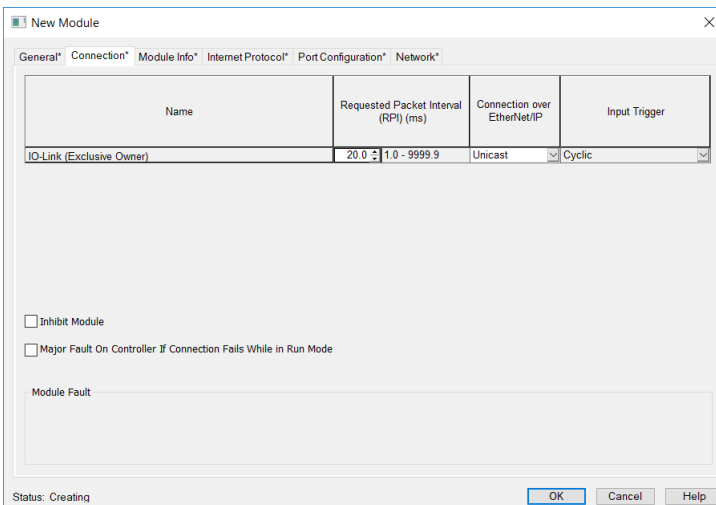 New Module
General* Connection* Module Info* Internet Protocol* Port Configuration* Network*
Name Requested Packet Interval (RPI) (ms) Connection over EtherNet/IP Input Trigger
IO-Link (Exclusive Owner) 20.0 1.0 - 9999.9 Unicast Cyclic
Inhibit Module
Major Fault On Controller If Connection Fails While in Run Mode
Module Fault
Status: Creating OK Cancel Help